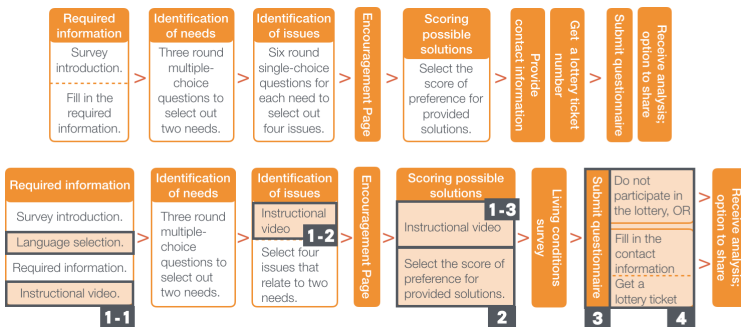 Required
information
Survey
introduction.
Fill in the
required
information.
>
Identification
of needs
Three round
multiple-
choice
questions to
select out
two needs.
>
Identification
of issues
Six round
single-choice
questions for
each need to
select out
four issues.
>
Encouragement Page
>
Scoring
possible
solutions
Select the
score of
preference for
provided
solutions.
>
Provide
contact information
Get a lottery ticket
number
>
Submit questionnaire
>
Receive analysis;
option to share
Required information
Survey introduction.
Language selection.
Required information.
Instructional video.
1-1
>
Identification
of needs
Three round
multiple-
choice
questions to
select out
two needs.
>
Identification
of issues
Instructional
video
1-2
Select four
issues that
relate to two
needs.
>
Encouragement Page
>
Scoring possible
solutions
1-3
Instructional video
Select the score of
preference for
provided solutions.
2
>
Living conditions
survey
>
Submit questionnaire
3
Do not
participate in
the lottery, OR
Fill in the
contact
information
Get a
lottery ticket
4
>
>
Receive analysis;
option to share